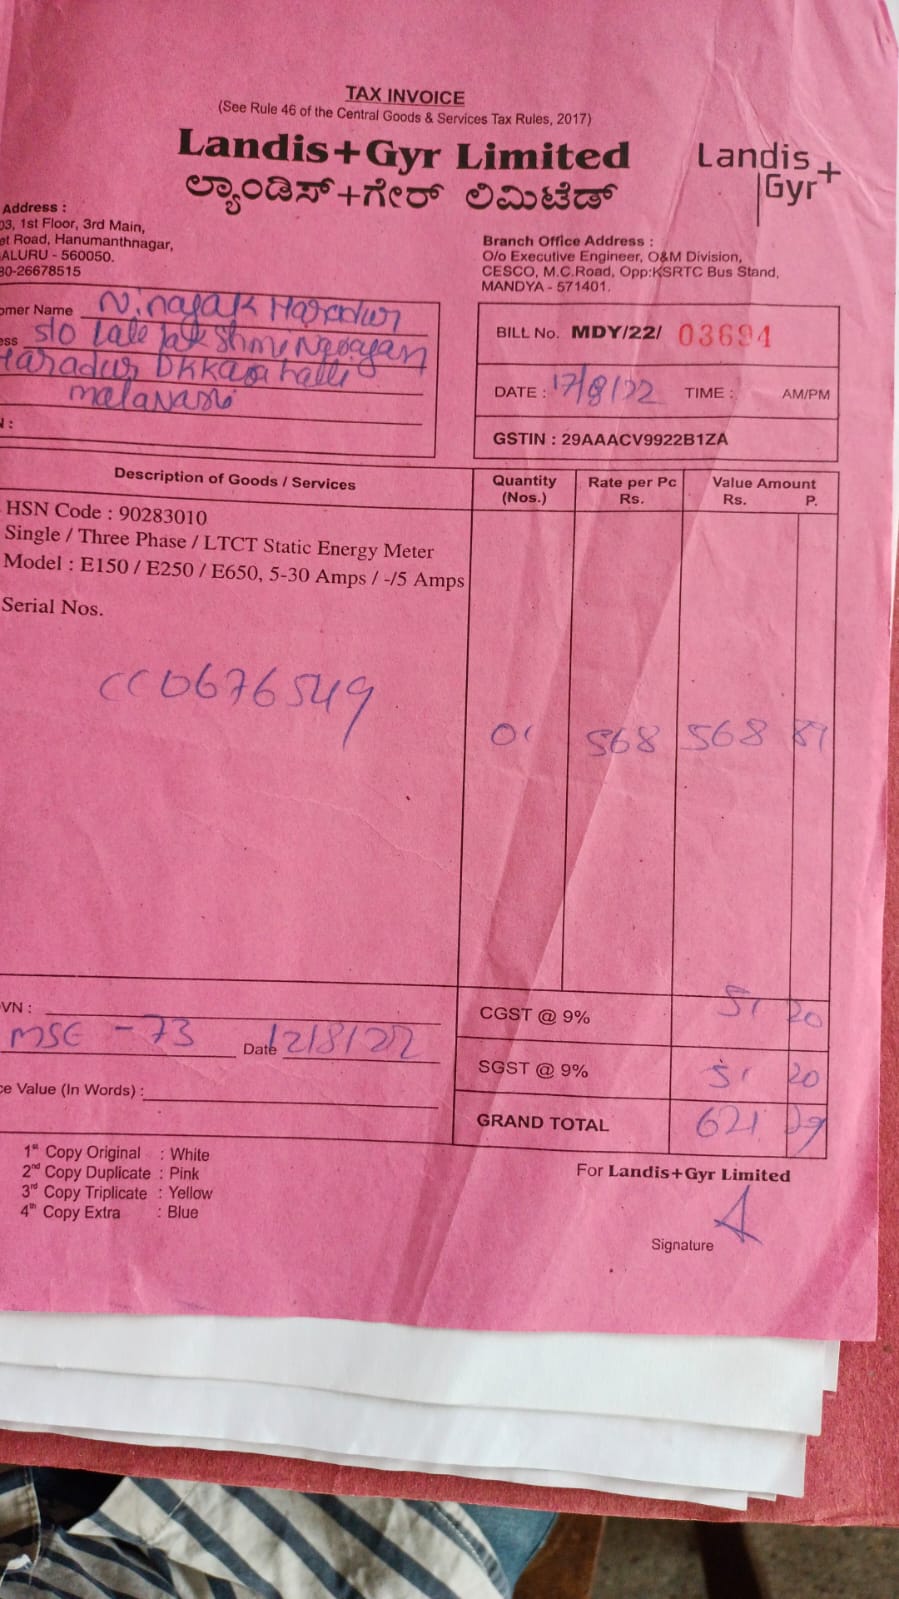 TAX INVOICE
(See Rule 46 of the Central Goods & Services Tax Rules, 2017)
Landis+Gyr Limited
ಲ್ಯಾಂಡಿಸ್+ಗೇರ್ ಲಿಮಿಟೆಡ್
Landis+
Gyr
Address :
03, 1st Floor, 3rd Main,
et Road, Hanumanthnagar,
ALURU - 560050.
80-26678515
Branch Office Address :
O/o Executive Engineer, O&M Division,
CESCO, M.C.Road, Opp:KSRTC Bus Stand,
MANDYA - 571401.
omer Name Haradur
ess S/o Late
Haradur
N :
BILL No. MDY/22/ 03694
DATE : 17/8/22 TIME : AM/PM
GSTIN : 29AAACV9922B1ZA
Description of Goods / Services Quantity (Nos.) Rate per Pc Rs. Value Amount Rs. P.
HSN Code : 90283010
Single / Three Phase / LTCT Static Energy Meter
Model : E150 / E250 / E650, 5-30 Amps / -/5 Amps
Serial Nos.
CC0676549
01 568 568
VN :
MSC - 73 Date 12/8/22
ce Value (In Words) :
CGST @ 9% 51 20
SGST @ 9% 51 20
GRAND TOTAL 621 29
1st Copy Original : White
2nd Copy Duplicate : Pink
3rd Copy Triplicate : Yellow
4th Copy Extra : Blue
For Landis+Gyr Limited
Signature